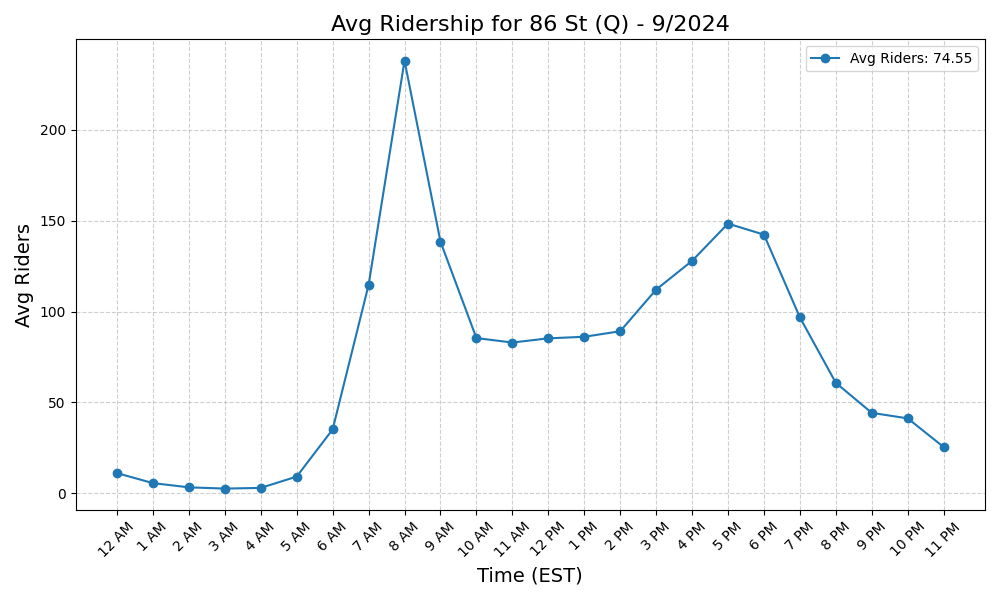 Avg Ridership for 86 St (Q) - 9/2024
Avg Riders: 74.55
Avg Riders
200
150
100
50
0
12 AM
1 AM
2 AM
3 AM
4 AM
5 AM
6 AM
7 AM
8 AM
9 AM
10 AM
11 AM
12 PM
1 PM
2 PM
3 PM
4 PM
5 PM
6 PM
7 PM
8 PM
9 PM
10 PM
11 PM
Time (EST)